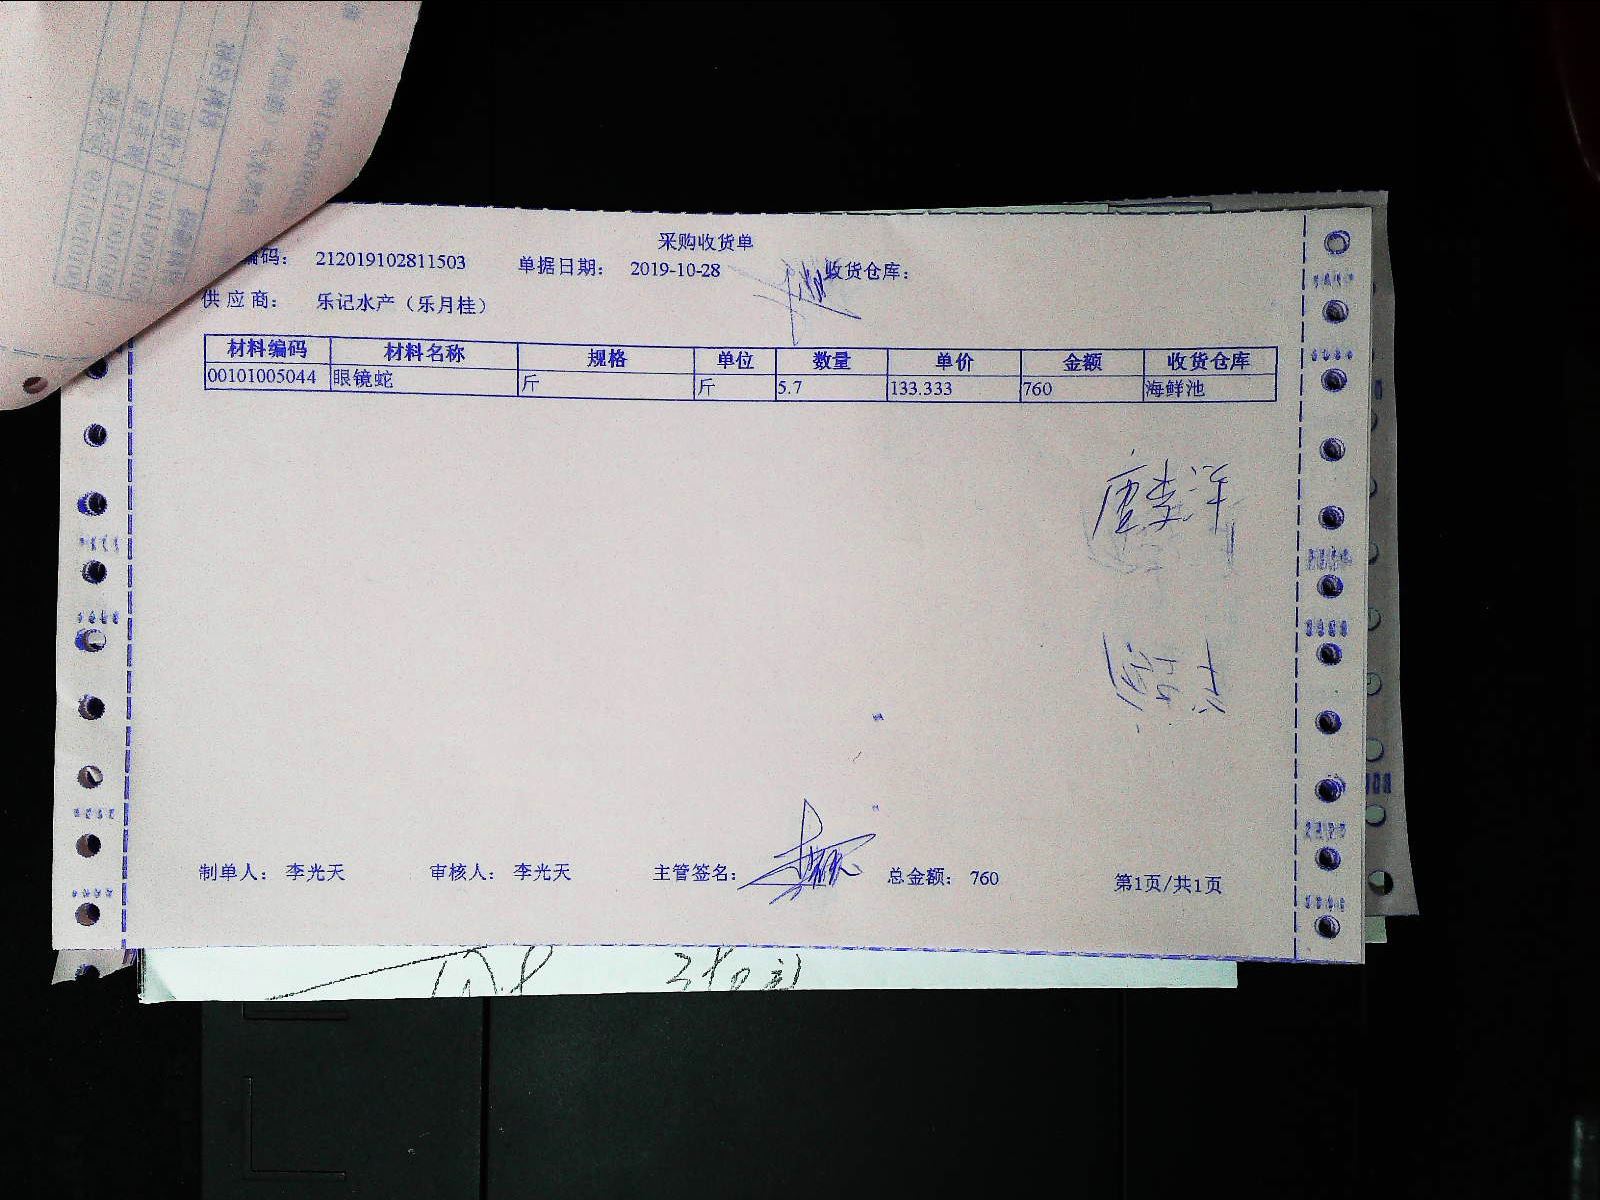 采购收货单
编码： 212019102811503 单据日期： 2019-10-28 收货仓库：
供应商： 乐记水产（乐月桂）
材料编码 材料名称 规格 单位 数量 单价 金额 收货仓库
00101005044 眼镜蛇 斤 斤 5.7 133.333 760 海鲜池
唐李洋
制单人： 李光天 审核人： 李光天 主管签名： 总金额： 760 第1页/共1页